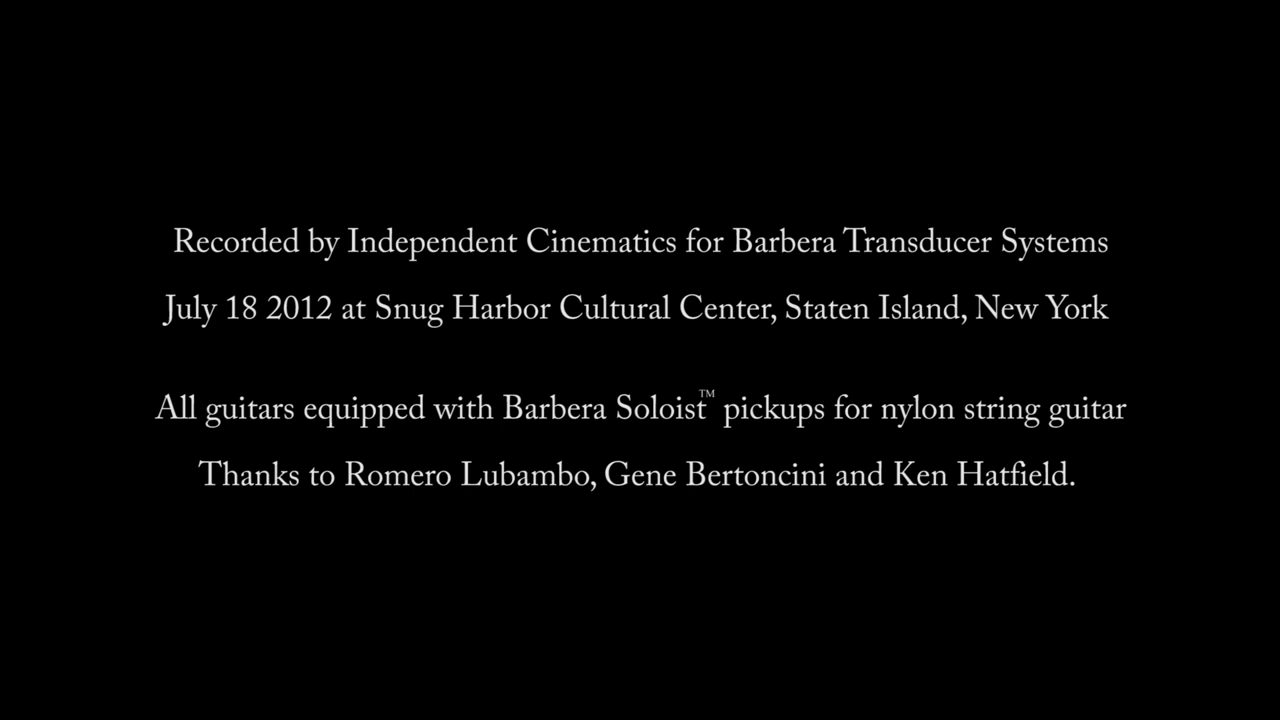 Recorded by Independent Cinematics for Barbera Transducer Systems
July 18 2012 at Snug Harbor Cultural Center, Staten Island, New York
All guitars equipped with Barbera Soloist™ pickups for nylon string guitar
Thanks to Romero Lubambo, Gene Bertoncini and Ken Hatfield.